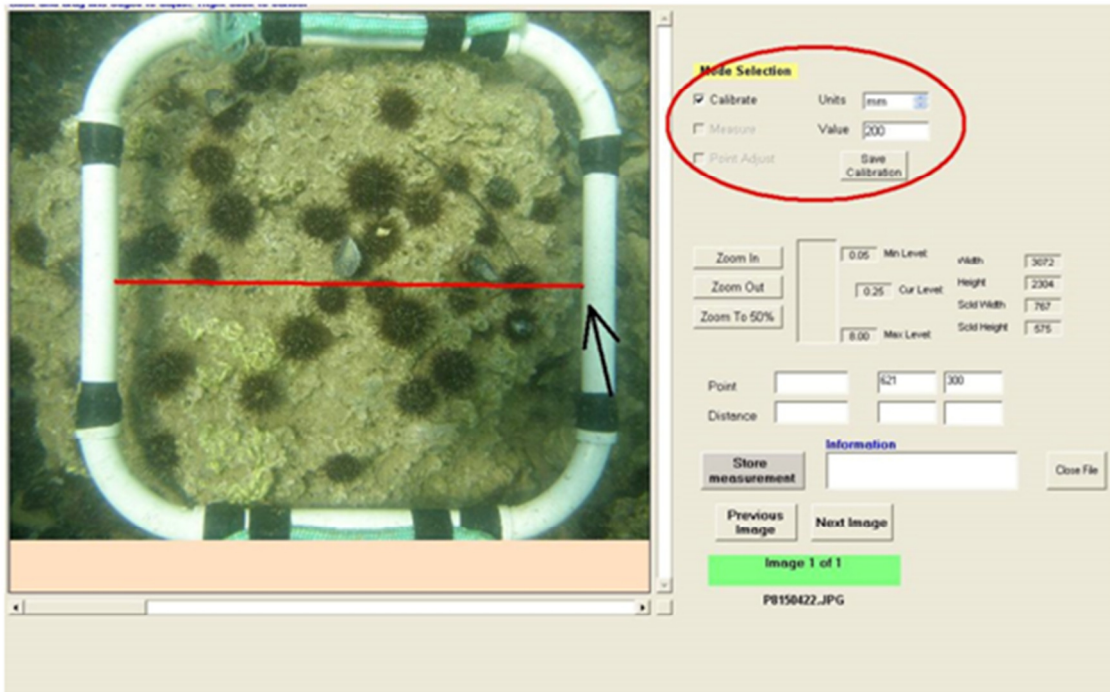 Mode Selection
Calibrate Units mm
Measure Value 200
Point Adjust Save Calibration
Zoom In 0.05 Min Level Width 3072
Zoom Out 0.25 Cur Level Height 2304
Zoom To 50% Scld Width 767
8.00 Max Level Scld Height 575
Point 621 300
Distance
Information
Store measurement Close File
Previous Image Next Image
Image 1 of 1
P8150422.JPG